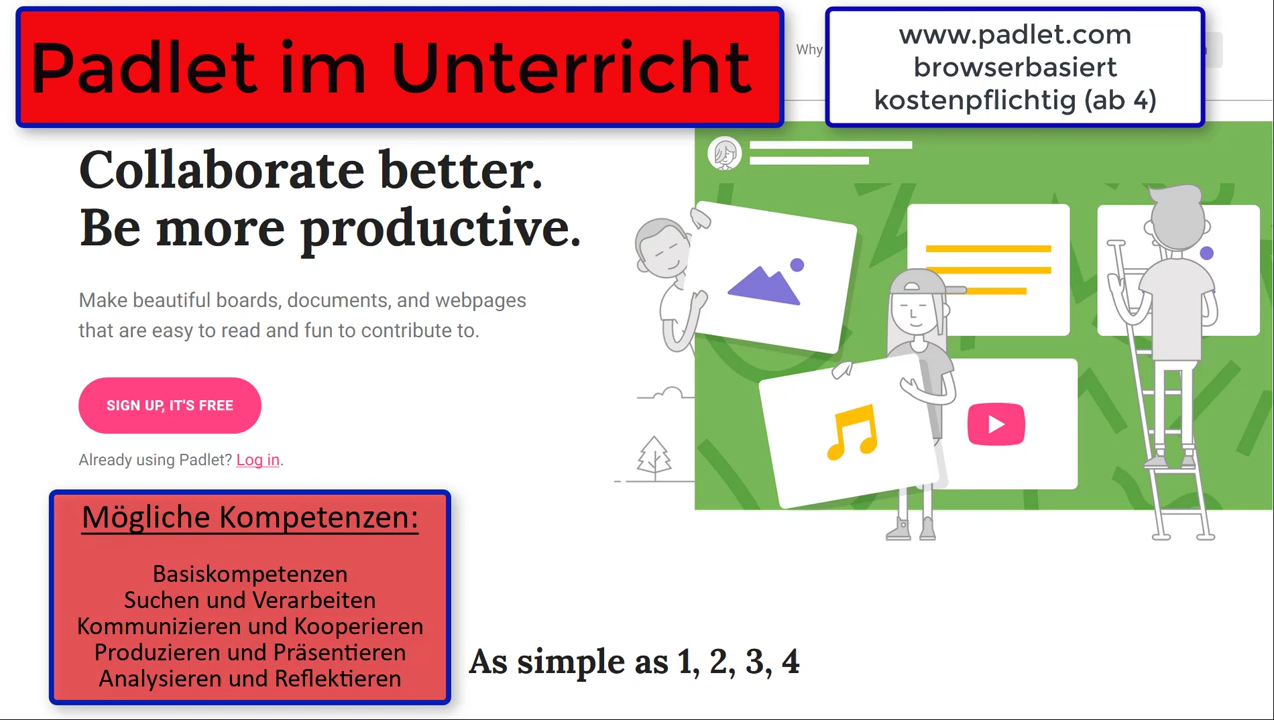 Padlet im Unterricht
www.padlet.com
browserbasiert
kostenpflichtig (ab 4)
Why
Collaborate better.
Be more productive.
Make beautiful boards, documents, and webpages
that are easy to read and fun to contribute to.
SIGN UP, IT'S FREE
Already using Padlet? Log in.
Mögliche Kompetenzen:
Basiskompetenzen
Suchen und Verarbeiten
Kommunizieren und Kooperieren
Produzieren und Präsentieren
Analysieren und Reflektieren
As simple as 1, 2, 3, 4